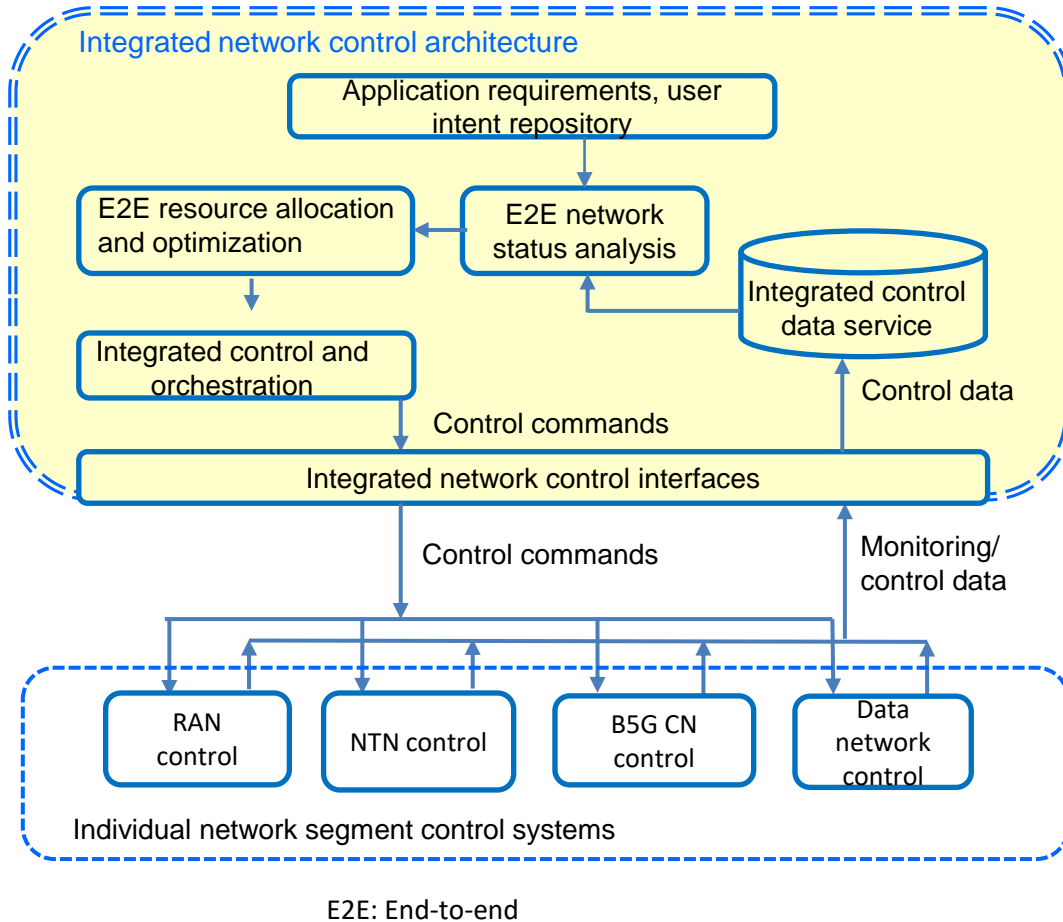 Integrated network control architecture
Application requirements, user
intent repository
E2E resource allocation
and optimization
E2E network
status analysis
Integrated control
data service
Integrated control and
orchestration
Control data
Control commands
Integrated network control interfaces
Control commands
Monitoring/
control data
RAN
control
NTN control
B5G CN
control
Data
network
control
Individual network segment control systems
E2E: End-to-end